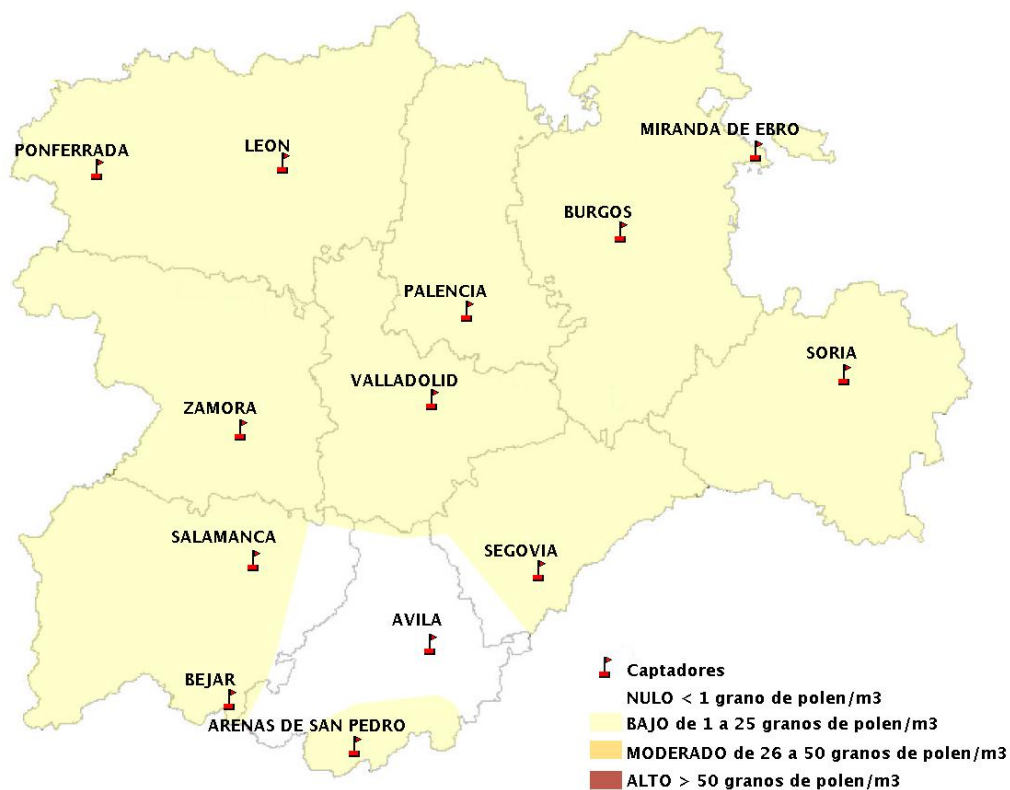 MIRANDA DE EBRO
PONFERRADA
LEON
BURGOS
PALENCIA
SORIA
VALLADOLID
ZAMORA
SALAMANCA
SEGOVIA
AVILA
BEJAR
ARENAS DE SAN PEDRO
Captadores
NULO < 1 grano de polen/m3
BAJO de 1 a 25 granos de polen/m3
MODERADO de 26 a 50 granos de polen/m3
ALTO > 50 granos de polen/m3